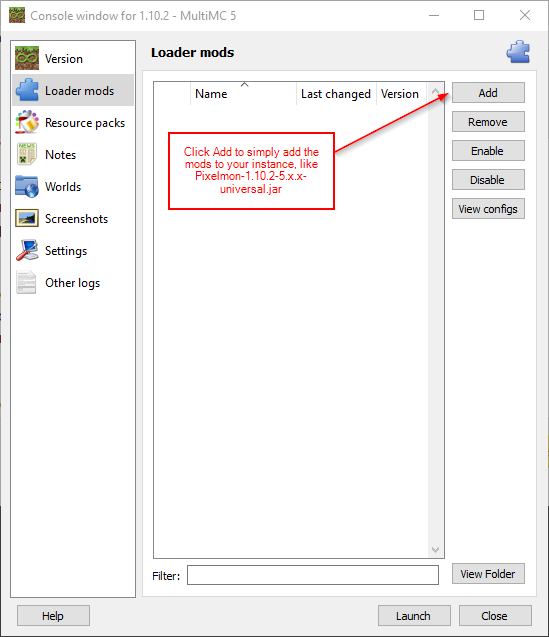 Console window for 1.10.2 - MultiMC 5
Version
Loader mods
Resource packs
Notes
Worlds
Screenshots
Settings
Other logs
Loader mods
Name Last changed Version
Click Add to simply add the
mods to your instance, like
Pixelmon-1.10.2-5.x.x-
universal.jar
Add
Remove
Enable
Disable
View configs
Filter:
View Folder
Help
Launch
Close